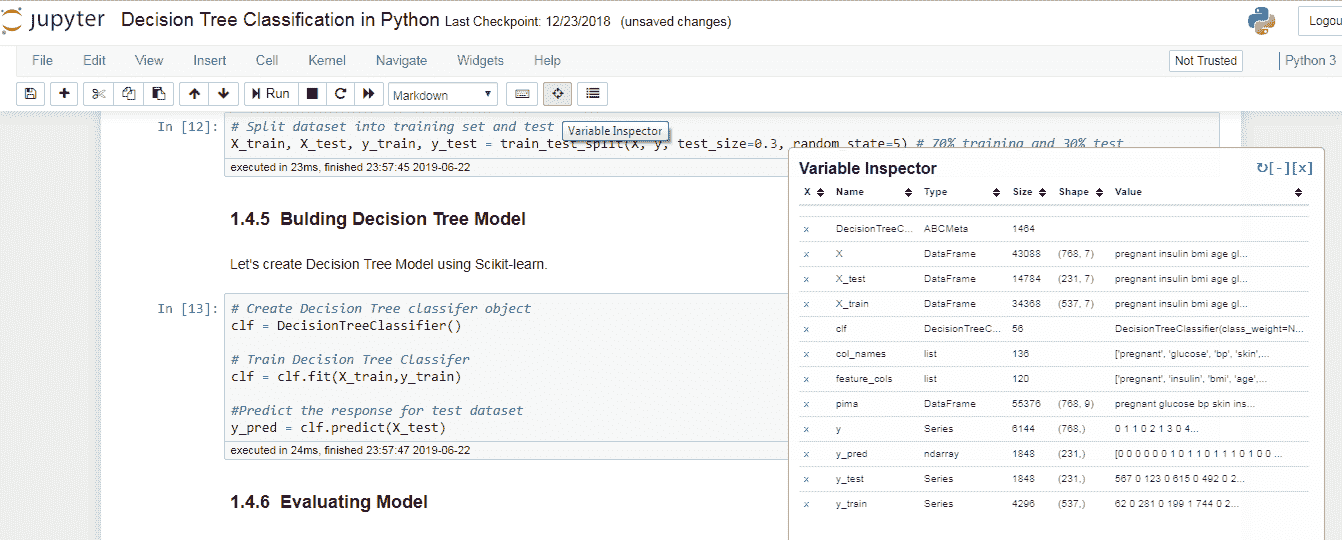 jupyter Decision Tree Classification in Python Last Checkpoint: 12/23/2018 (unsaved changes)
Logou
File Edit View Insert Cell Kernel Navigate Widgets Help
Not Trusted
Python 3
Run
Markdown
Variable Inspector
In [12]:
# Split dataset into training set and test
X_train, X_test, y_train, y_test = train_test_split(X, y, test_size=0.3, random_state=5) # 70% training and 30% test
executed in 23ms, finished 23:57:45 2019-06-22
1.4.5 Bulding Decision Tree Model
Let's create Decision Tree Model using Scikit-learn.
In [13]:
# Create Decision Tree classifer object
clf = DecisionTreeClassifier()
# Train Decision Tree Classifer
clf = clf.fit(X_train,y_train)
#Predict the response for test dataset
y_pred = clf.predict(X_test)
executed in 24ms, finished 23:57:47 2019-06-22
1.4.6 Evaluating Model
Variable Inspector
↻[-][x]
X Name Type Size Shape Value
x DecisionTreeC... ABCMeta 1464
x X DataFrame 43088 (768, 7) pregnant insulin bmi age gl...
x X_test DataFrame 14784 (231, 7) pregnant insulin bmi age gl...
x X_train DataFrame 34368 (537, 7) pregnant insulin bmi age gl...
x clf DecisionTreeC... 56 DecisionTreeClassifier(class_weight=N...
x col_names list 136 ['pregnant', 'glucose', 'bp', 'skin',...
x feature_cols list 120 ['pregnant', 'insulin', 'bmi', 'age',...
x pima DataFrame 55376 (768, 9) pregnant glucose bp skin ins...
x y Series 6144 (768,) 0 1 1 0 2 1 3 0 4...
x y_pred ndarray 1848 (231,) [0 0 0 0 0 0 1 0 1 1 0 1 1 1 0 1 0 0 ...
x y_test Series 1848 (231,) 567 0 123 0 615 0 492 0 2...
x y_train Series 4296 (537,) 62 0 281 0 199 1 744 0 2...